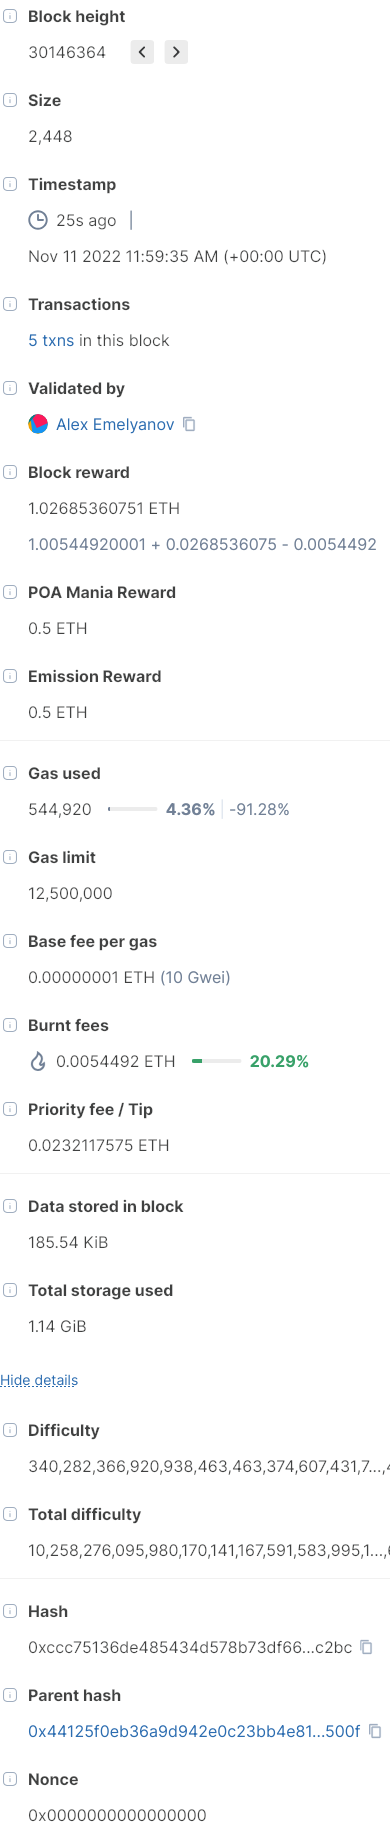 Block height
30146364
Size
2,448
Timestamp
25s ago |
Nov 11 2022 11:59:35 AM (+00:00 UTC)
Transactions
5 txns in this block
Validated by
Alex Emelyanov
Block reward
1.02685360751 ETH
1.00544920001 + 0.0268536075 - 0.0054492
POA Mania Reward
0.5 ETH
Emission Reward
0.5 ETH
Gas used
544,920 4.36% | -91.28%
Gas limit
12,500,000
Base fee per gas
0.00000001 ETH (10 Gwei)
Burnt fees
0.0054492 ETH 20.29%
Priority fee / Tip
0.0232117575 ETH
Data stored in block
185.54 KiB
Total storage used
1.14 GiB
Hide details
Difficulty
340,282,366,920,938,463,463,374,607,431,7...,
Total difficulty
10,258,276,095,980,170,141,167,591,583,995,1...,
Hash
0xccc75136de485434d578b73df66...c2bc
Parent hash
0x44125f0eb36a9d942e0c23bb4e81...500f
Nonce
0x0000000000000000